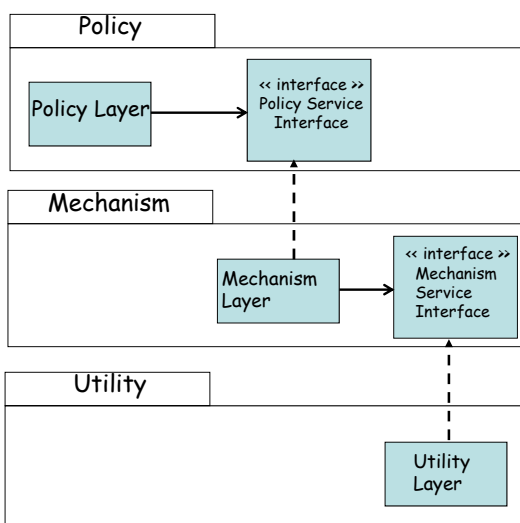 Policy
Policy Layer
<< interface >>
Policy Service
Interface
Mechanism
Mechanism
Layer
<< interface >>
Mechanism
Service
Interface
Utility
Utility
Layer